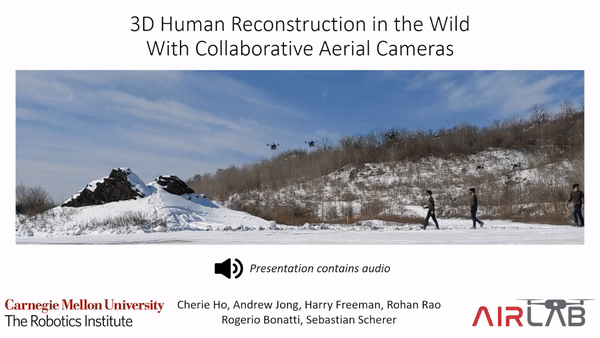 3D Human Reconstruction in the Wild
With Collaborative Aerial Cameras
Presentation contains audio
Carnegie Mellon University
The Robotics Institute
Cherie Ho, Andrew Jong, Harry Freeman, Rohan Rao
Rogerio Bonatti, Sebastian Scherer
AIRLAB